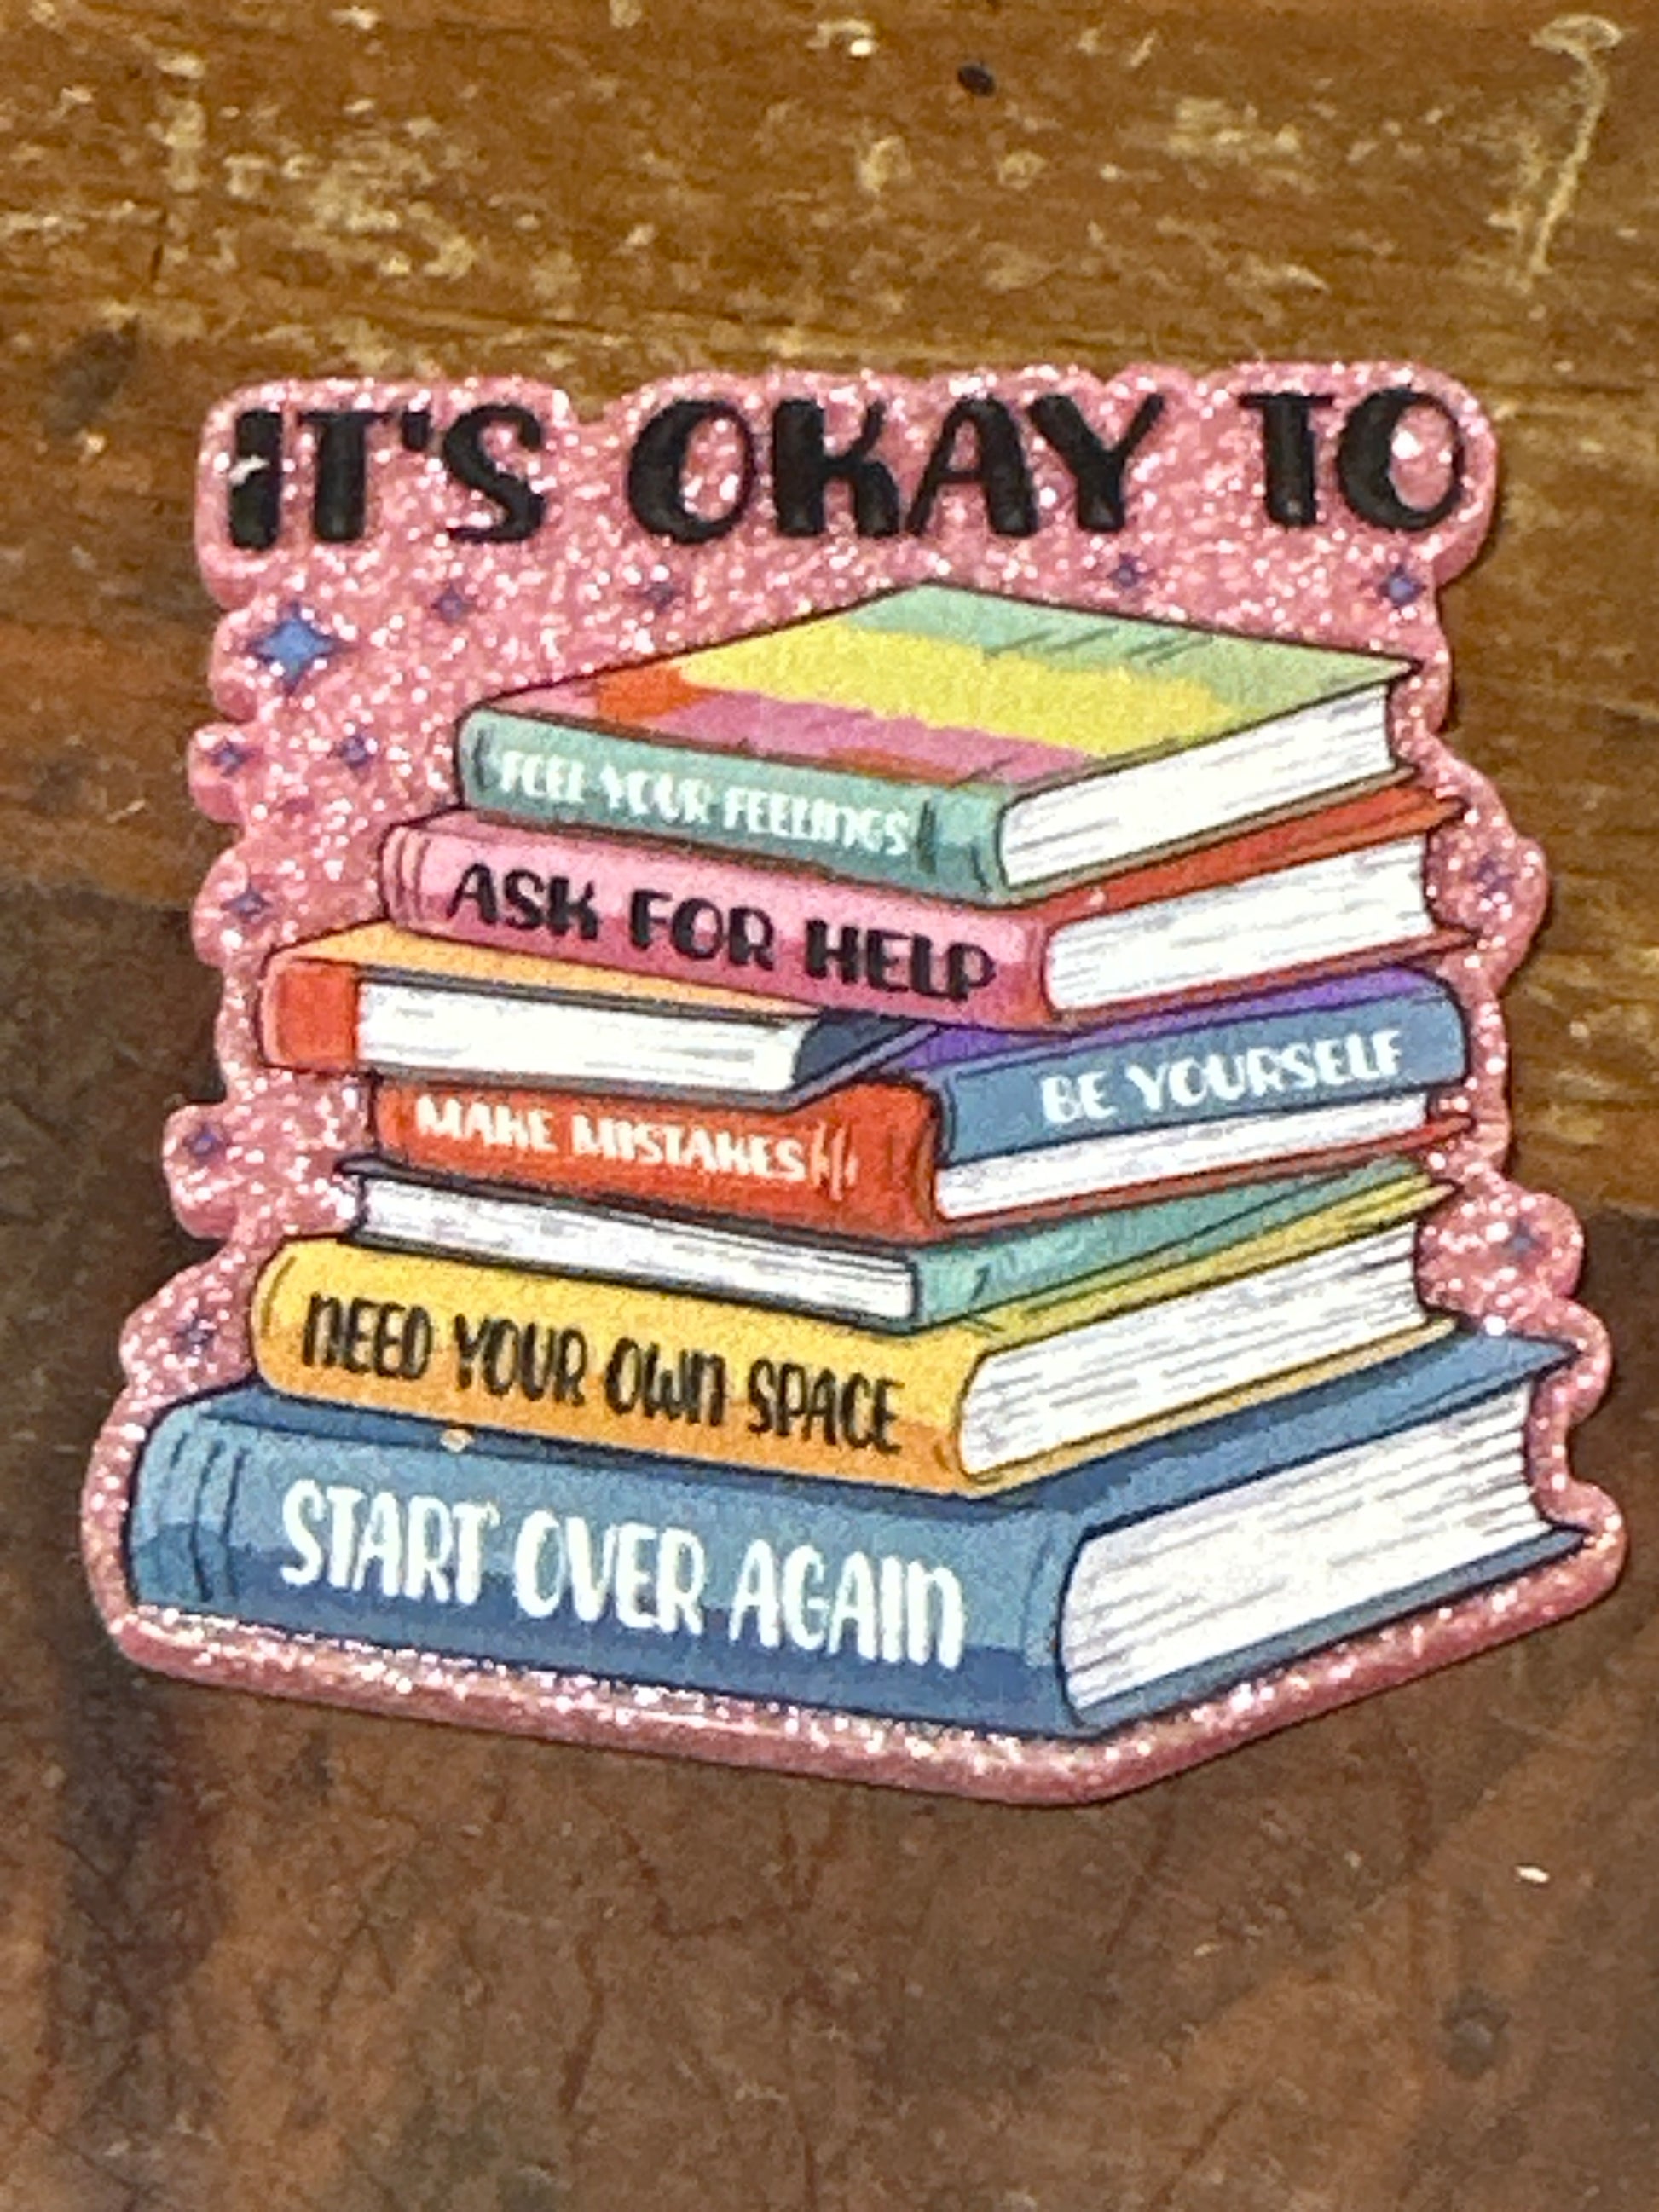 IT'S OKAY TO
FEEL YOUR FEELINGS
ASK FOR HELP
BE YOURSELF
MAKE MISTAKES
NEED YOUR OWN SPACE
START OVER AGAIN